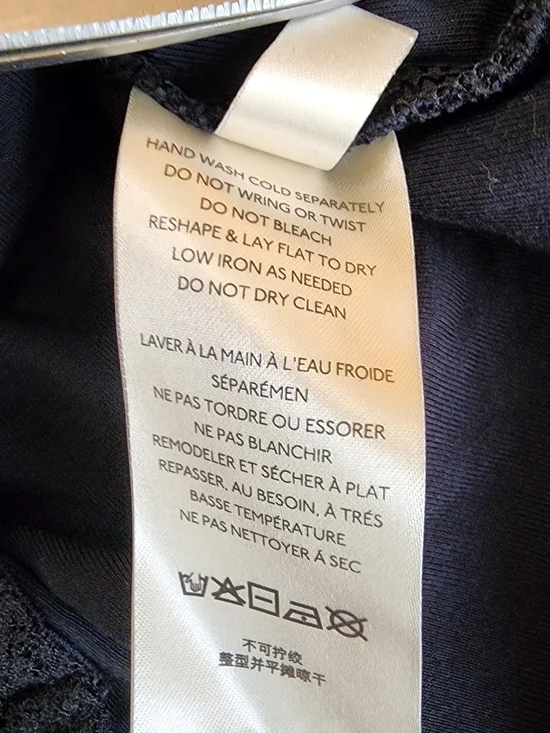 HAND WASH COLD SEPARATELY
DO NOT WRING OR TWIST
DO NOT BLEACH
RESHAPE & LAY FLAT TO DRY
LOW IRON AS NEEDED
DO NOT DRY CLEAN
LAVER À LA MAIN À L'EAU FROIDE
SÉPARÉMEN
NE PAS TORDRE OU ESSORER
NE PAS BLANCHIR
REMODELER ET SÉCHER À PLAT
REPASSER, AU BESOIN, À TRÉS
BASSE TEMPÉRATURE
NE PAS NETTOYER Á SEC
不可拧绞
整型并平摊晾干